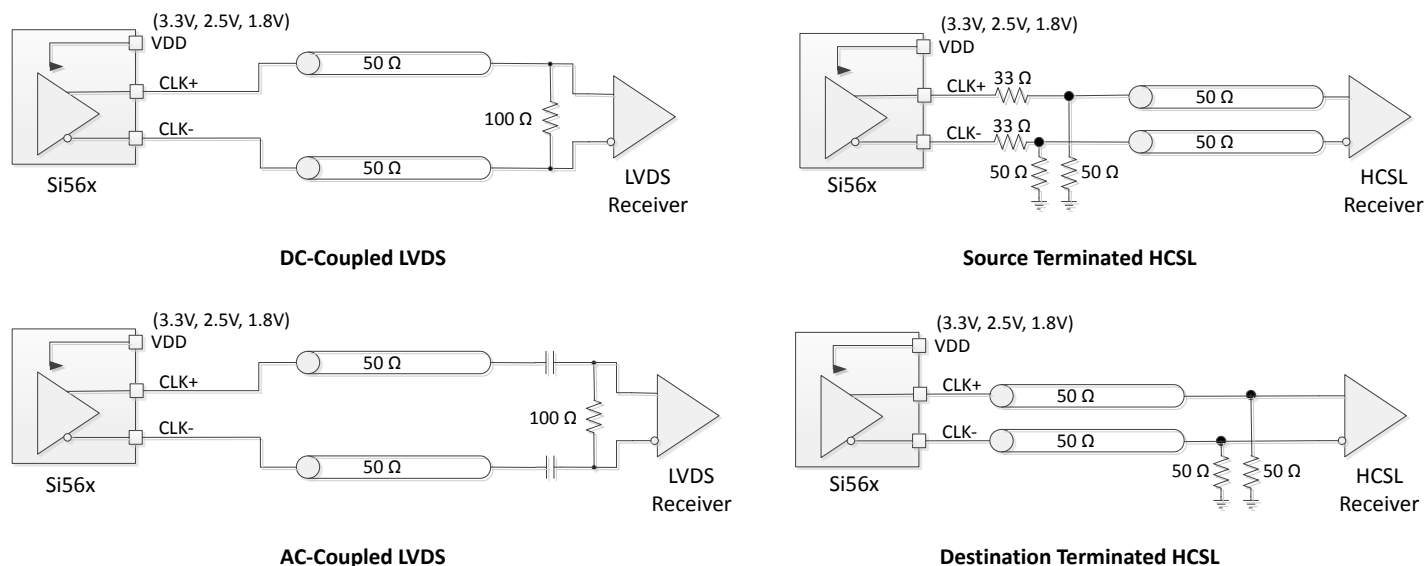 (3.3V, 2.5V, 1.8V)
VDD
CLK+
50 Ω
100 Ω
CLK-
50 Ω
Si56x
LVDS
Receiver
DC-Coupled LVDS
(3.3V, 2.5V, 1.8V)
VDD
CLK+
33 Ω
50 Ω
CLK-
33 Ω
50 Ω
50 Ω
50 Ω
Si56x
HCSL
Receiver
Source Terminated HCSL
(3.3V, 2.5V, 1.8V)
VDD
CLK+
50 Ω
100 Ω
CLK-
50 Ω
Si56x
LVDS
Receiver
AC-Coupled LVDS
(3.3V, 2.5V, 1.8V)
VDD
CLK+
50 Ω
CLK-
50 Ω
50 Ω
50 Ω
Si56x
HCSL
Receiver
Destination Terminated HCSL